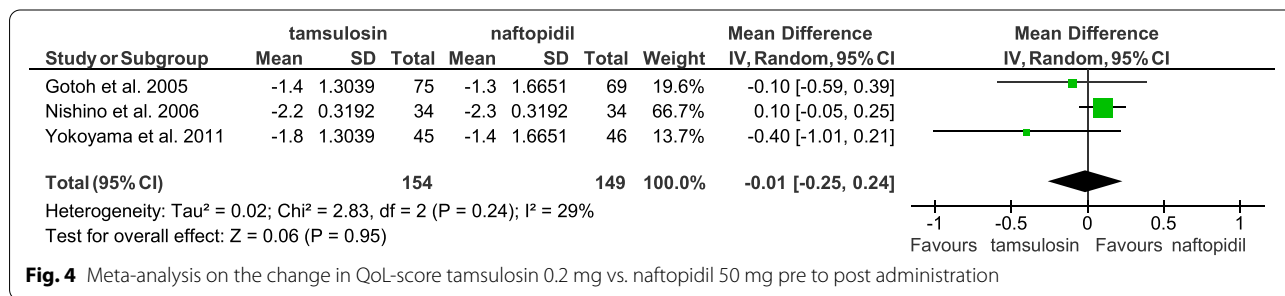 tamsulosin naftopidil Mean Difference Mean Difference
Study or Subgroup Mean SD Total Mean SD Total Weight IV, Random, 95% CI IV, Random, 95% CI
Gotoh et al. 2005 -1.4 1.3039 75 -1.3 1.6651 69 19.6% -0.10 [-0.59, 0.39]
Nishino et al. 2006 -2.2 0.3192 34 -2.3 0.3192 34 66.7% 0.10 [-0.05, 0.25]
Yokoyama et al. 2011 -1.8 1.3039 45 -1.4 1.6651 46 13.7% -0.40 [-1.01, 0.21]
Total (95% CI) 154 149 100.0% -0.01 [-0.25, 0.24]
Heterogeneity: Tau² = 0.02; Chi² = 2.83, df = 2 (P = 0.24); I² = 29%
Test for overall effect: Z = 0.06 (P = 0.95)
-1 -0.5 0 0.5 1
Favours tamsulosin Favours naftopidil
Fig. 4 Meta-analysis on the change in QoL-score tamsulosin 0.2 mg vs. naftopidil 50 mg pre to post administration